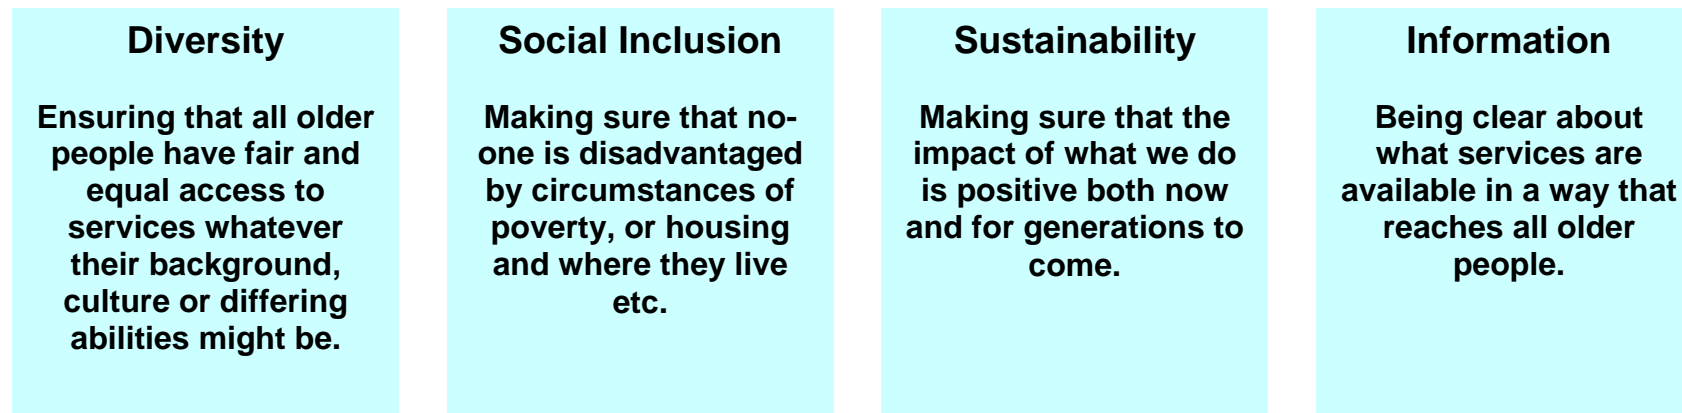 Diversity
Ensuring that all older
people have fair and
equal access to
services whatever
their background,
culture or differing
abilities might be.
Social Inclusion
Making sure that no-
one is disadvantaged
by circumstances of
poverty, or housing
and where they live
etc.
Sustainability
Making sure that the
impact of what we do
is positive both now
and for generations to
come.
Information
Being clear about
what services are
available in a way that
reaches all older
people.